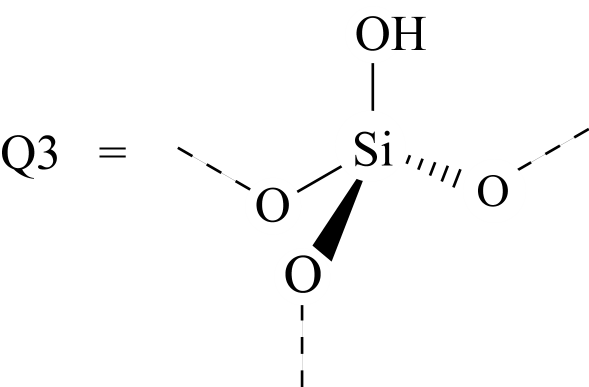 OH
Q3 = Si
O O
O